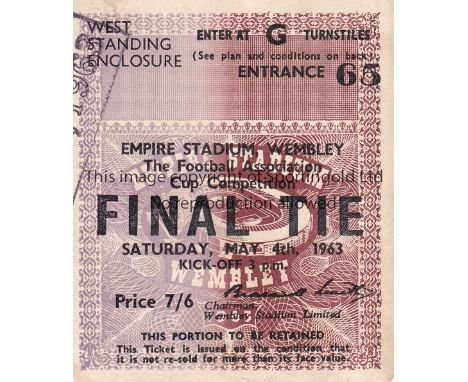 WEST
STANDING
ENCLOSURE
ENTER AT G TURNSTILES
(See plan and conditions on back)
ENTRANCE 65
EMPIRE STADIUM, WEMBLEY
The Football Association
This image copyright of Sportingold Ltd
Cup Competition
No reproduction allowed
FINAL TIE
SATURDAY, MAY 4th, 1963
KICK-OFF 3 p.m.
WEMBLEY
Price 7/6
Chairman
Wembley Stadium Limited
THIS PORTION TO BE RETAINED
This Ticket is issued on the condition that
it is not re-sold for more than its face value.